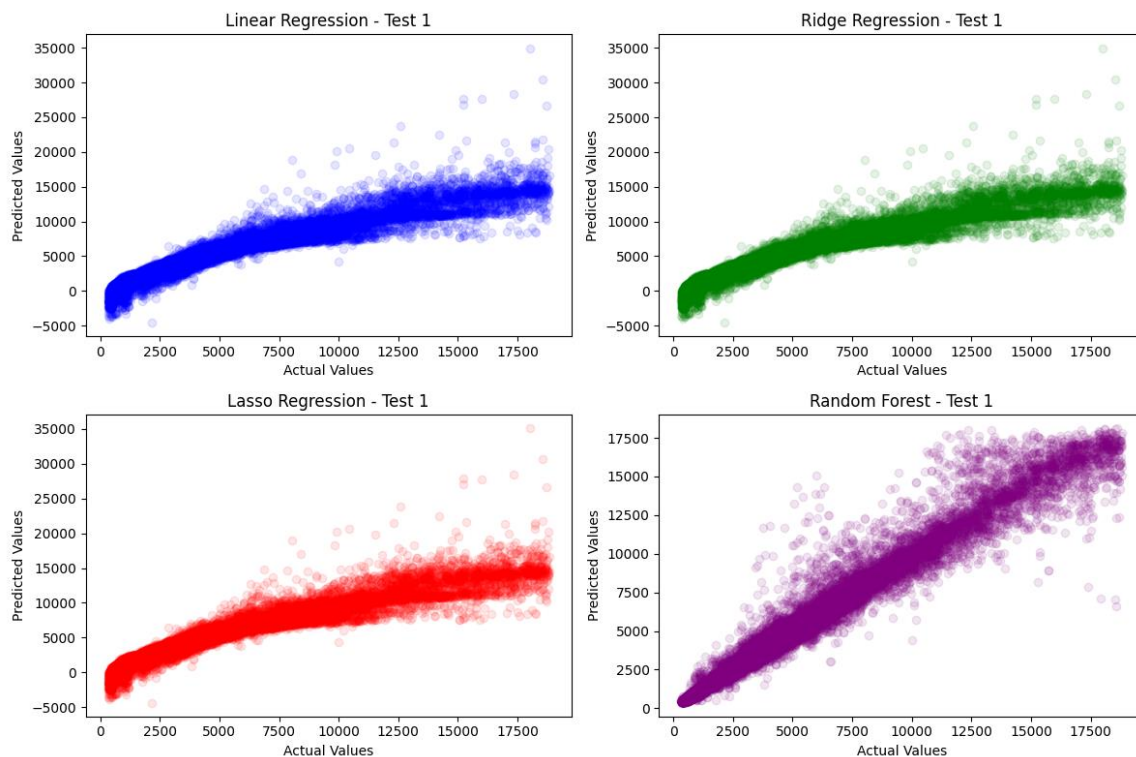 Linear Regression - Test 1
Predicted Values
35000
30000
25000
20000
15000
10000
5000
0
−5000
0 2500 5000 7500 10000 12500 15000 17500
Actual Values
Ridge Regression - Test 1
Predicted Values
35000
30000
25000
20000
15000
10000
5000
0
−5000
0 2500 5000 7500 10000 12500 15000 17500
Actual Values
Lasso Regression - Test 1
Predicted Values
35000
30000
25000
20000
15000
10000
5000
0
−5000
0 2500 5000 7500 10000 12500 15000 17500
Actual Values
Random Forest - Test 1
Predicted Values
17500
15000
12500
10000
7500
5000
2500
0
0 2500 5000 7500 10000 12500 15000 17500
Actual Values